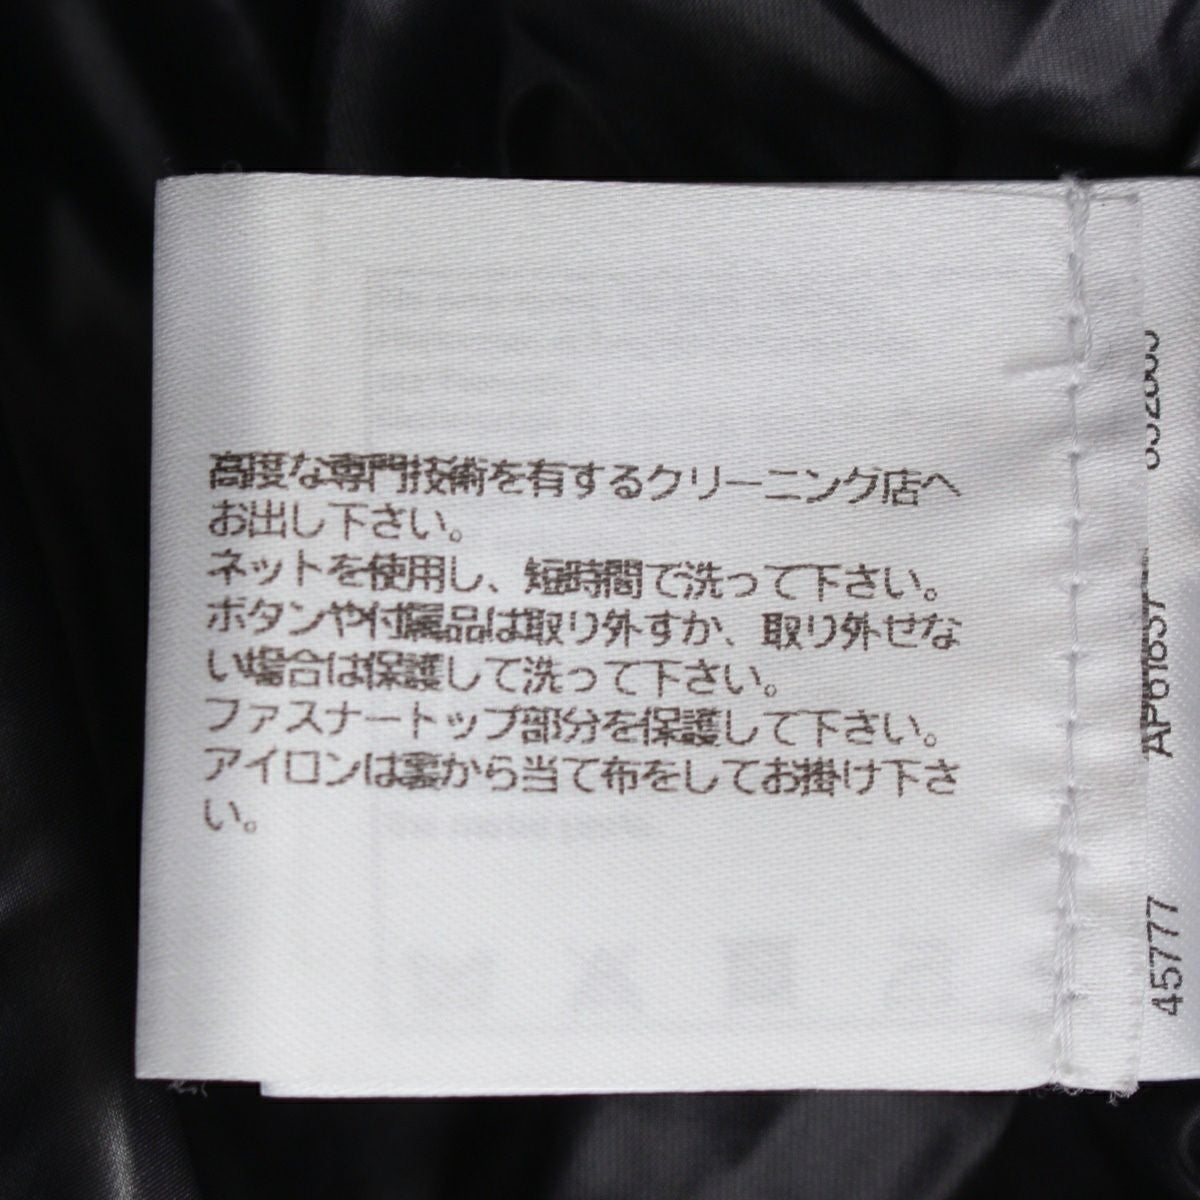 高度な専門技術を有するクリーニング店へ
お出し下さい。
ネットを使用し、短時間で洗って下さい。
ボタンや付属品は取り外すか、取り外せな
い場合は保護して洗って下さい。
ファスナートップ部分を保護して下さい。
アイロンは裏から当て布をしてお掛け下さ
い。
45777